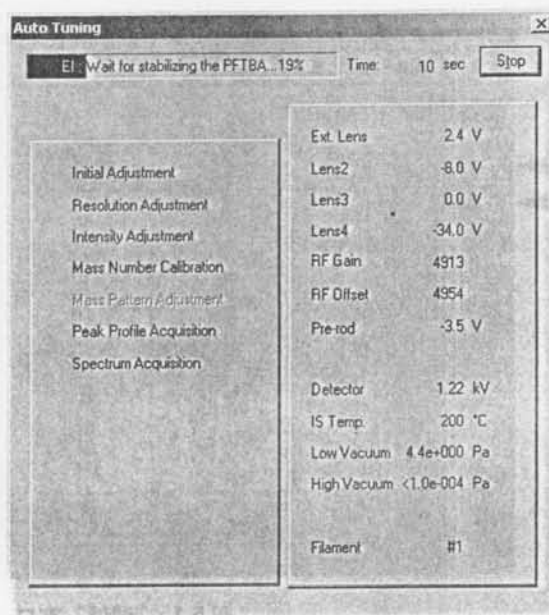 Auto Tuning
EI: Wait for stabilizing the PFTBA...19% Time: 10 sec Stop
Initial Adjustment
Resolution Adjustment
Intensity Adjustment
Mass Number Calibration
Mass Pattern Adjustment
Peak Profile Acquisition
Spectrum Acquisition
Ext. Lens 2.4 V
Lens2 -8.0 V
Lens3 0.0 V
Lens4 -34.0 V
RF Gain 4913
RF Offset 4954
Pre-rod -3.5 V
Detector 1.22 kV
IS Temp. 200 °C
Low Vacuum 4.4e+000 Pa
High Vacuum <1.0e-004 Pa
Filament #1